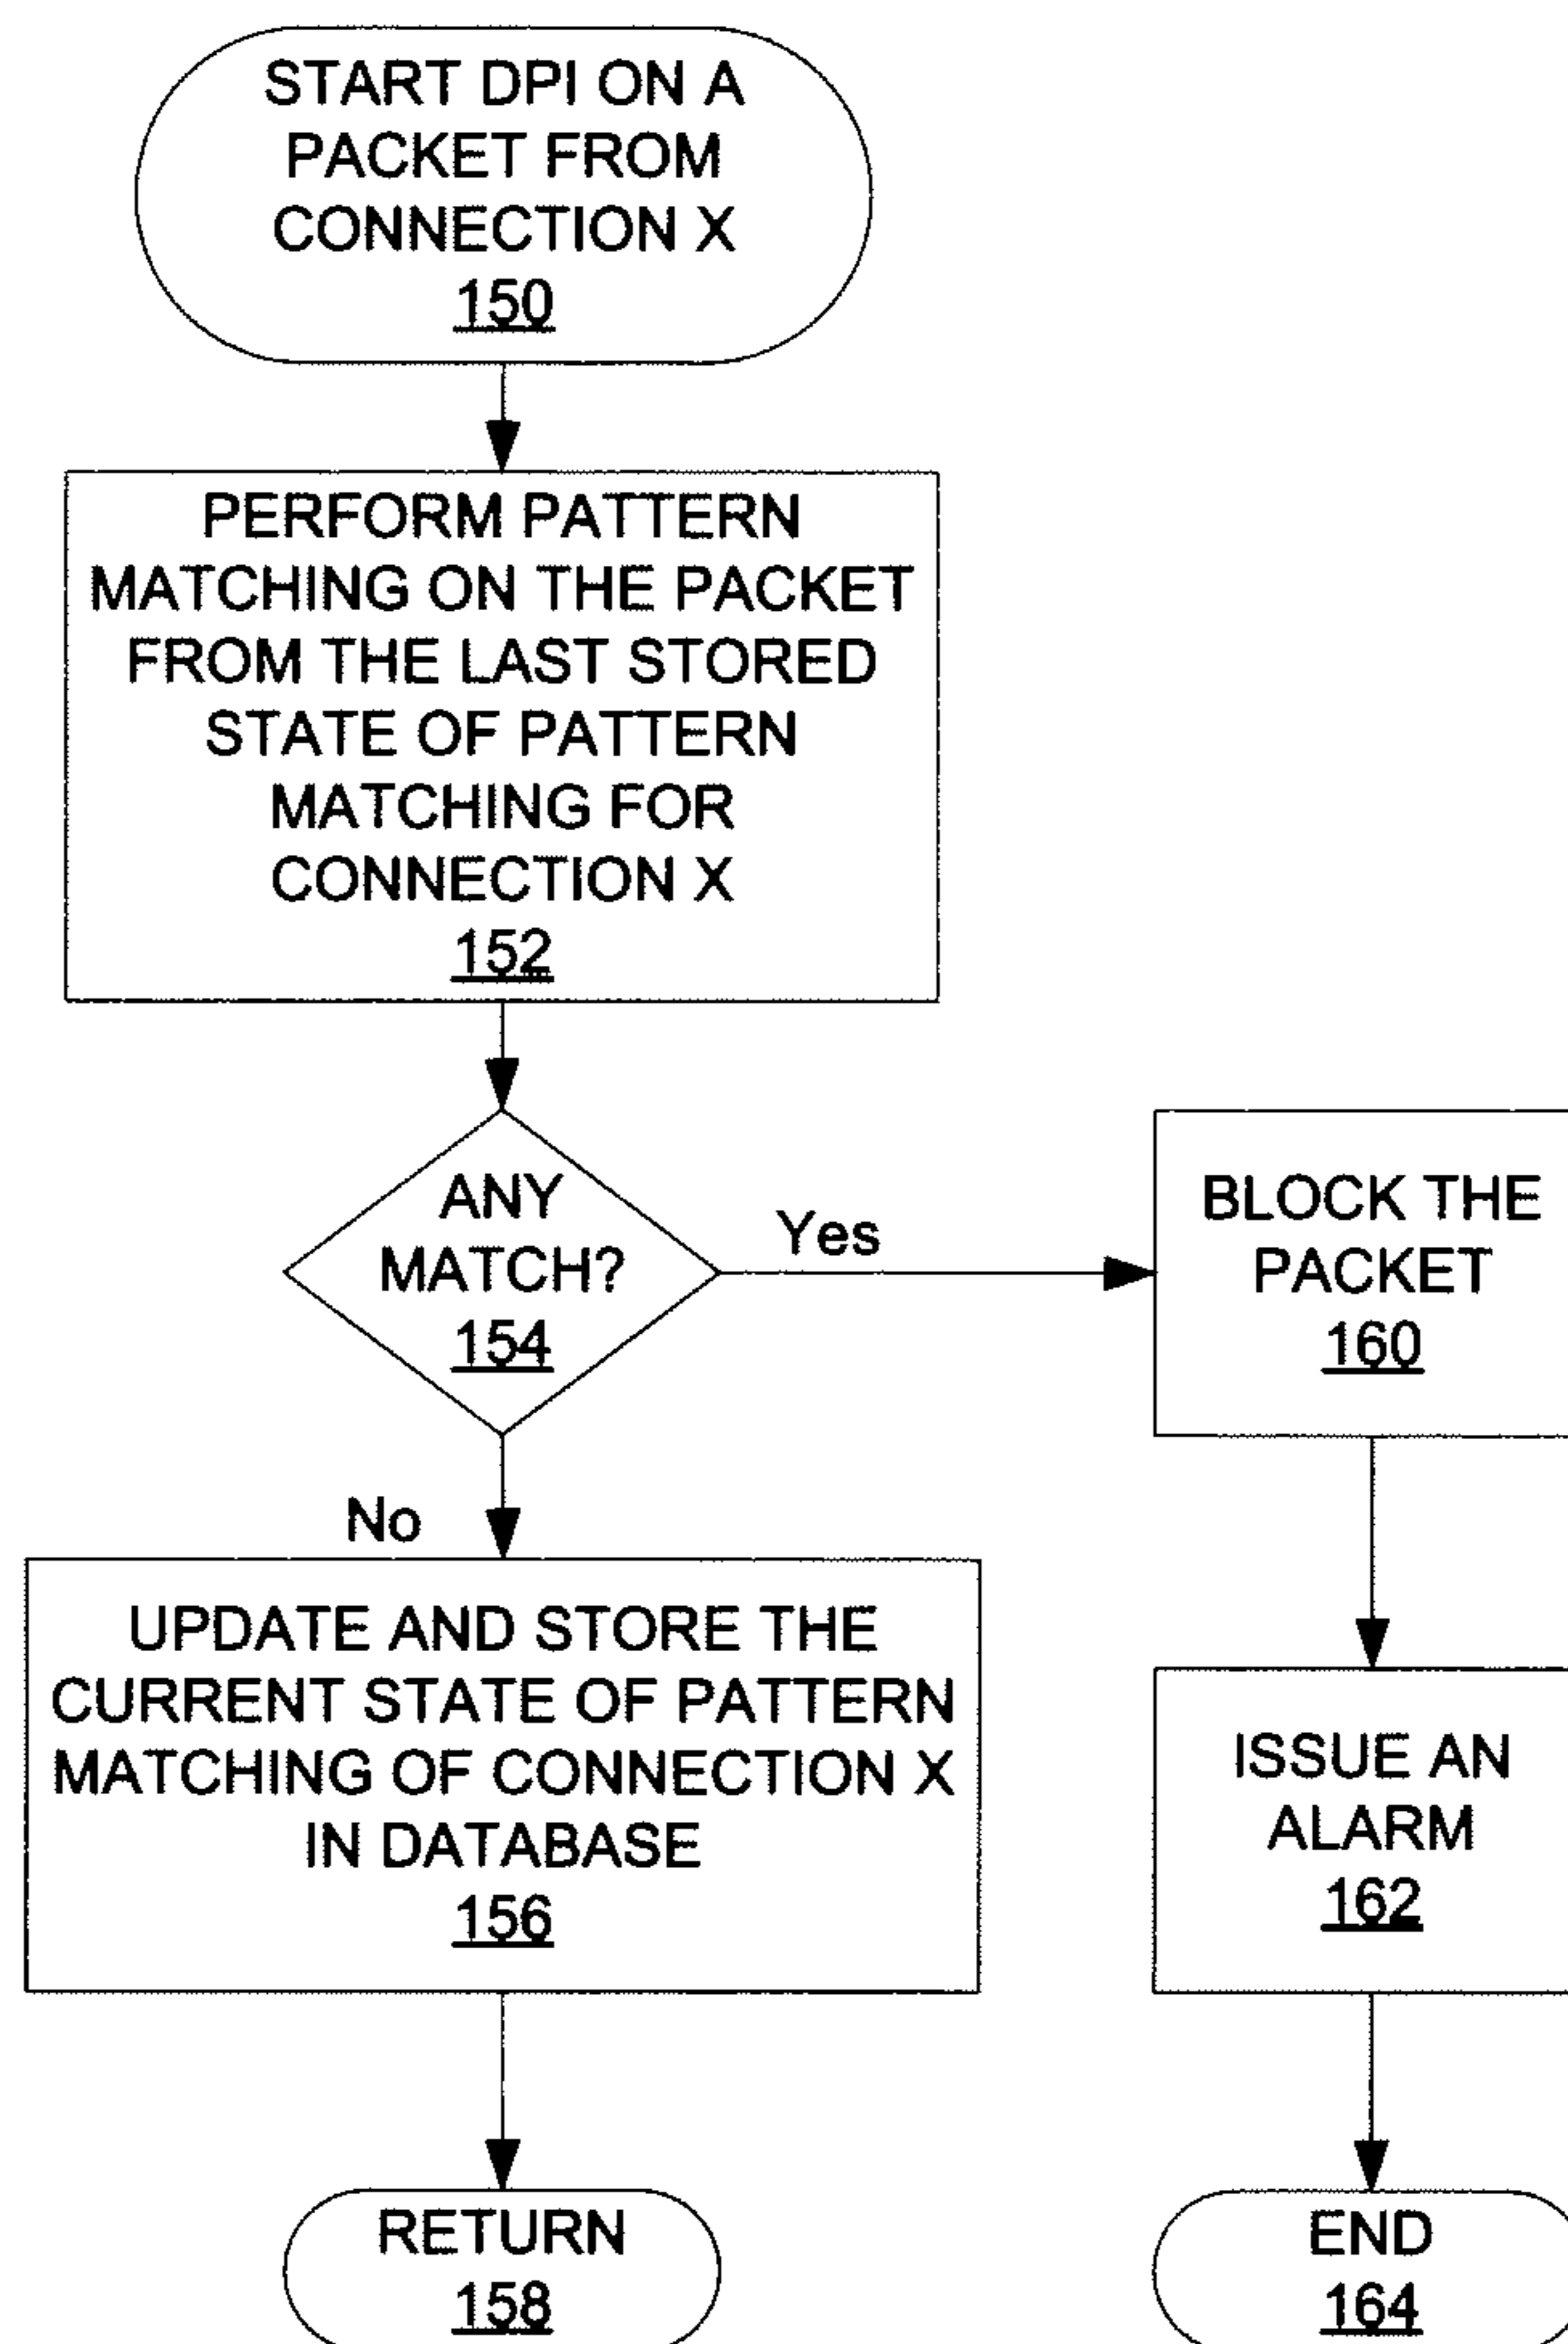 START DPI ON A
PACKET FROM
CONNECTION X
150
PERFORM PATTERN
MATCHING ON THE PACKET
FROM THE LAST STORED
STATE OF PATTERN
MATCHING FOR
CONNECTION X
152
ANY
MATCH?
154
Yes
BLOCK THE
PACKET
160
No
UPDATE AND STORE THE
CURRENT STATE OF PATTERN
MATCHING OF CONNECTION X
IN DATABASE
156
ISSUE AN
ALARM
162
RETURN
158
END
164